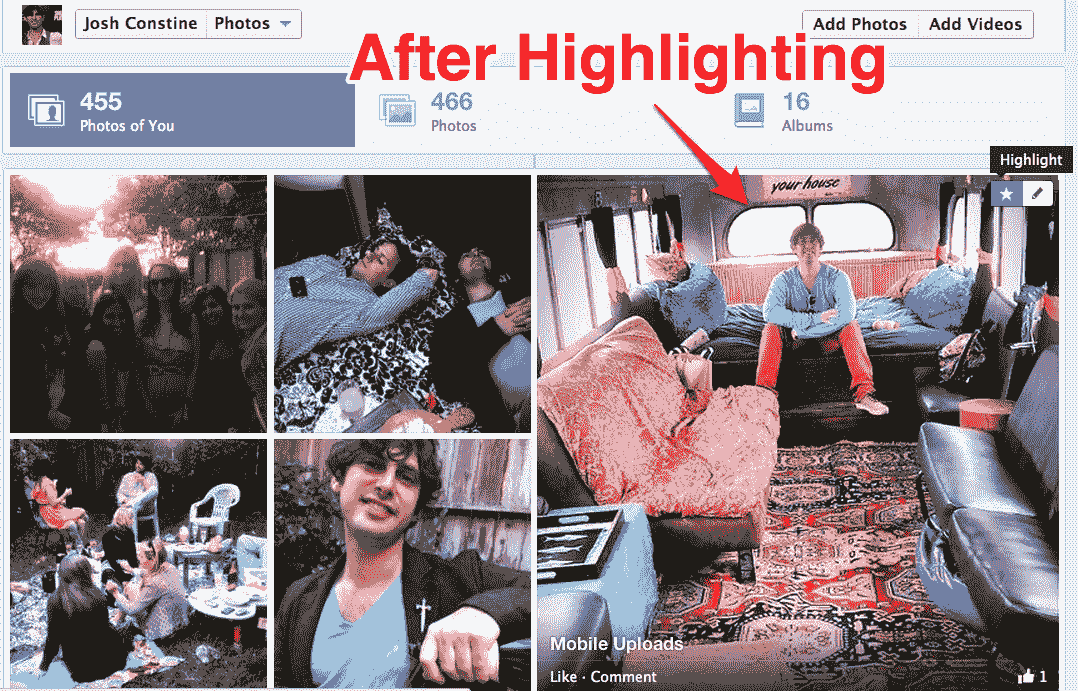 Josh Constine Photos
Add Photos Add Videos
After Highlighting
455
Photos of You
466
Photos
16
Albums
Highlight
your house
Mobile Uploads
Like · Comment
1